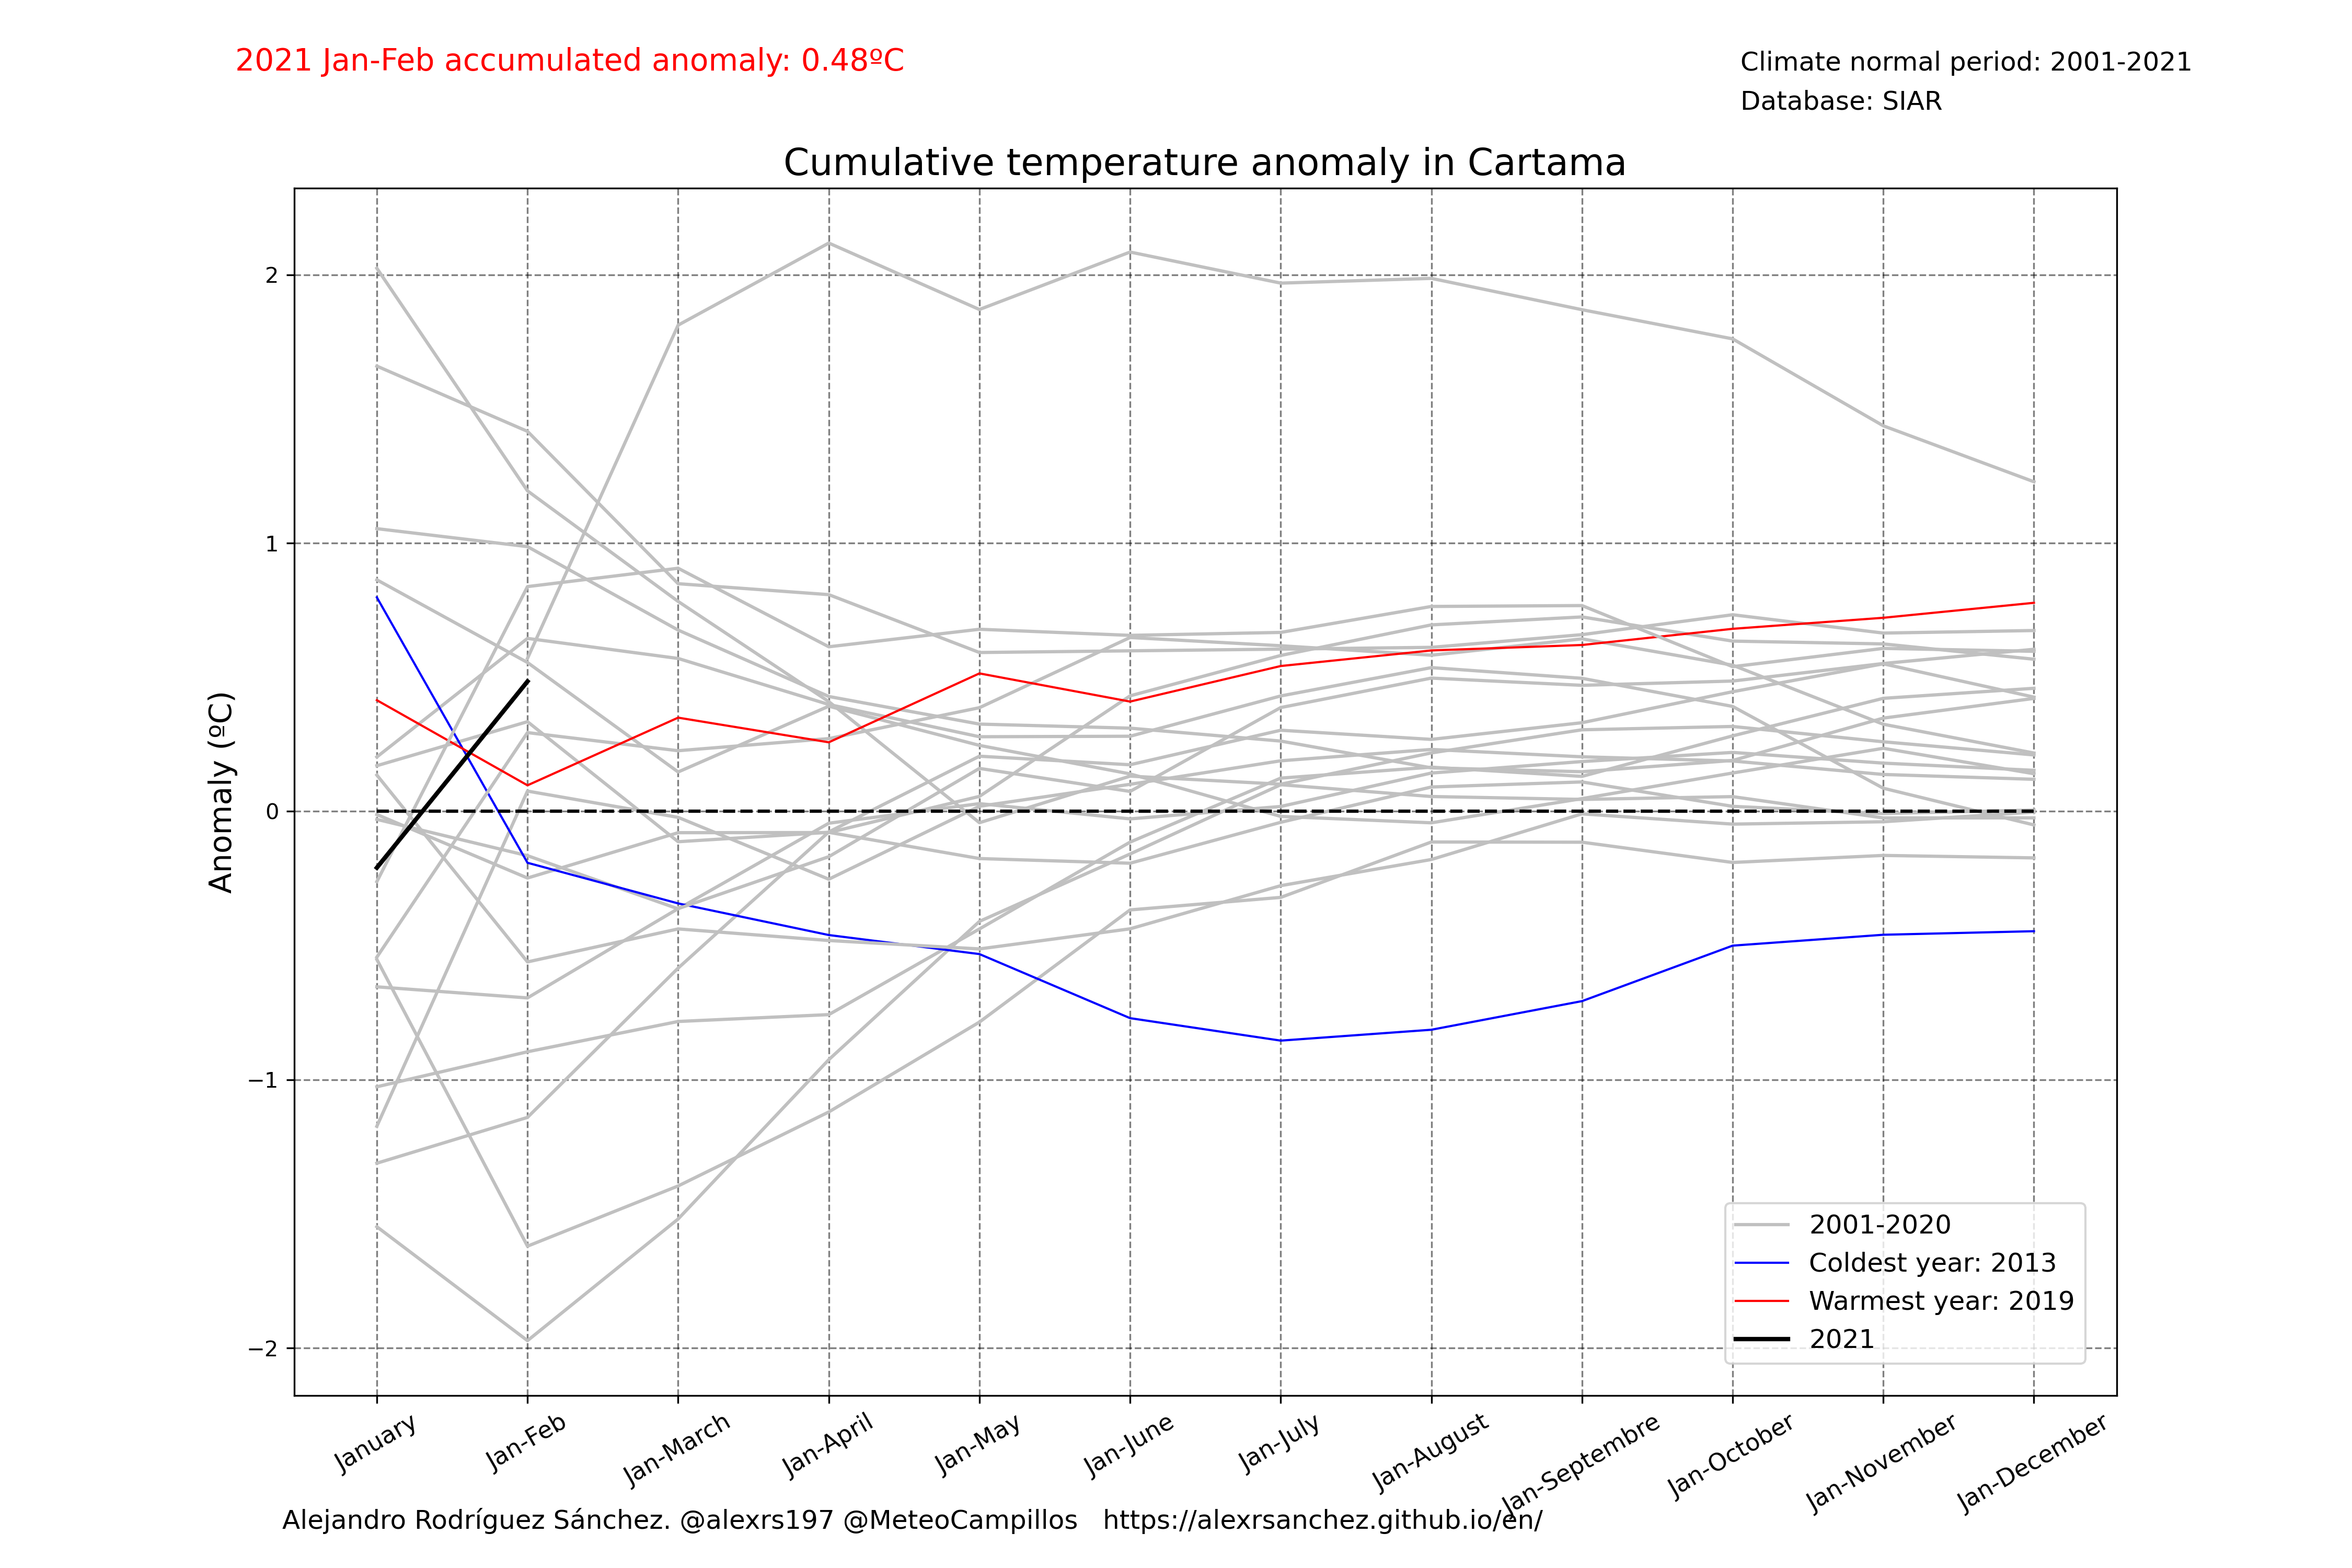 2021 Jan-Feb accumulated anomaly: 0.48ºC
Climate normal period: 2001-2021
Database: SIAR
Cumulative temperature anomaly in Cartama
Anomaly (ºC)
2
1
0
−1
−2
2001-2020
Coldest year: 2013
Warmest year: 2019
2021
January
Jan-Feb
Jan-March
Jan-April
Jan-May
Jan-June
Jan-July
Jan-August
Jan-Septembre
Jan-October
Jan-November
Jan-December
Alejandro Rodríguez Sánchez. @alexrs197 @MeteoCampillos https://alexrsanchez.github.io/en/